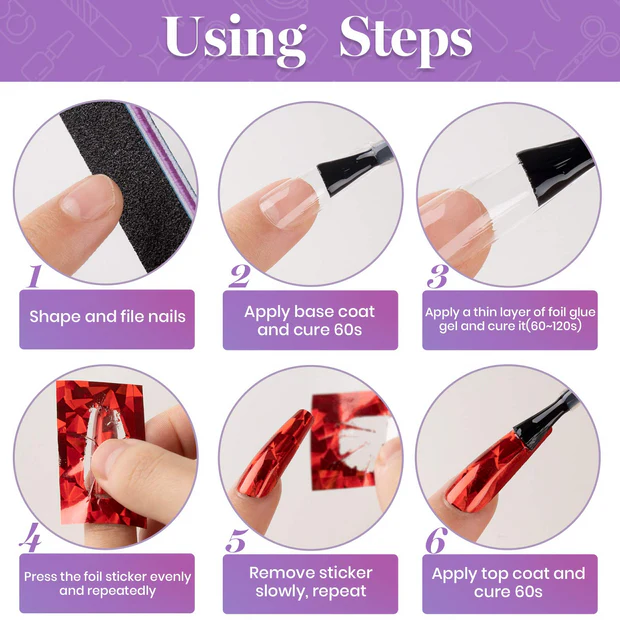 Using Steps
1
Shape and file nails
2
Apply base coat
and cure 60s
3
Apply a thin layer of foil glue
gel and cure it(60~120s)
4
Press the foil sticker evenly
and repeatedly
5
Remove sticker
slowly, repeat
6
Apply top coat and
cure 60s